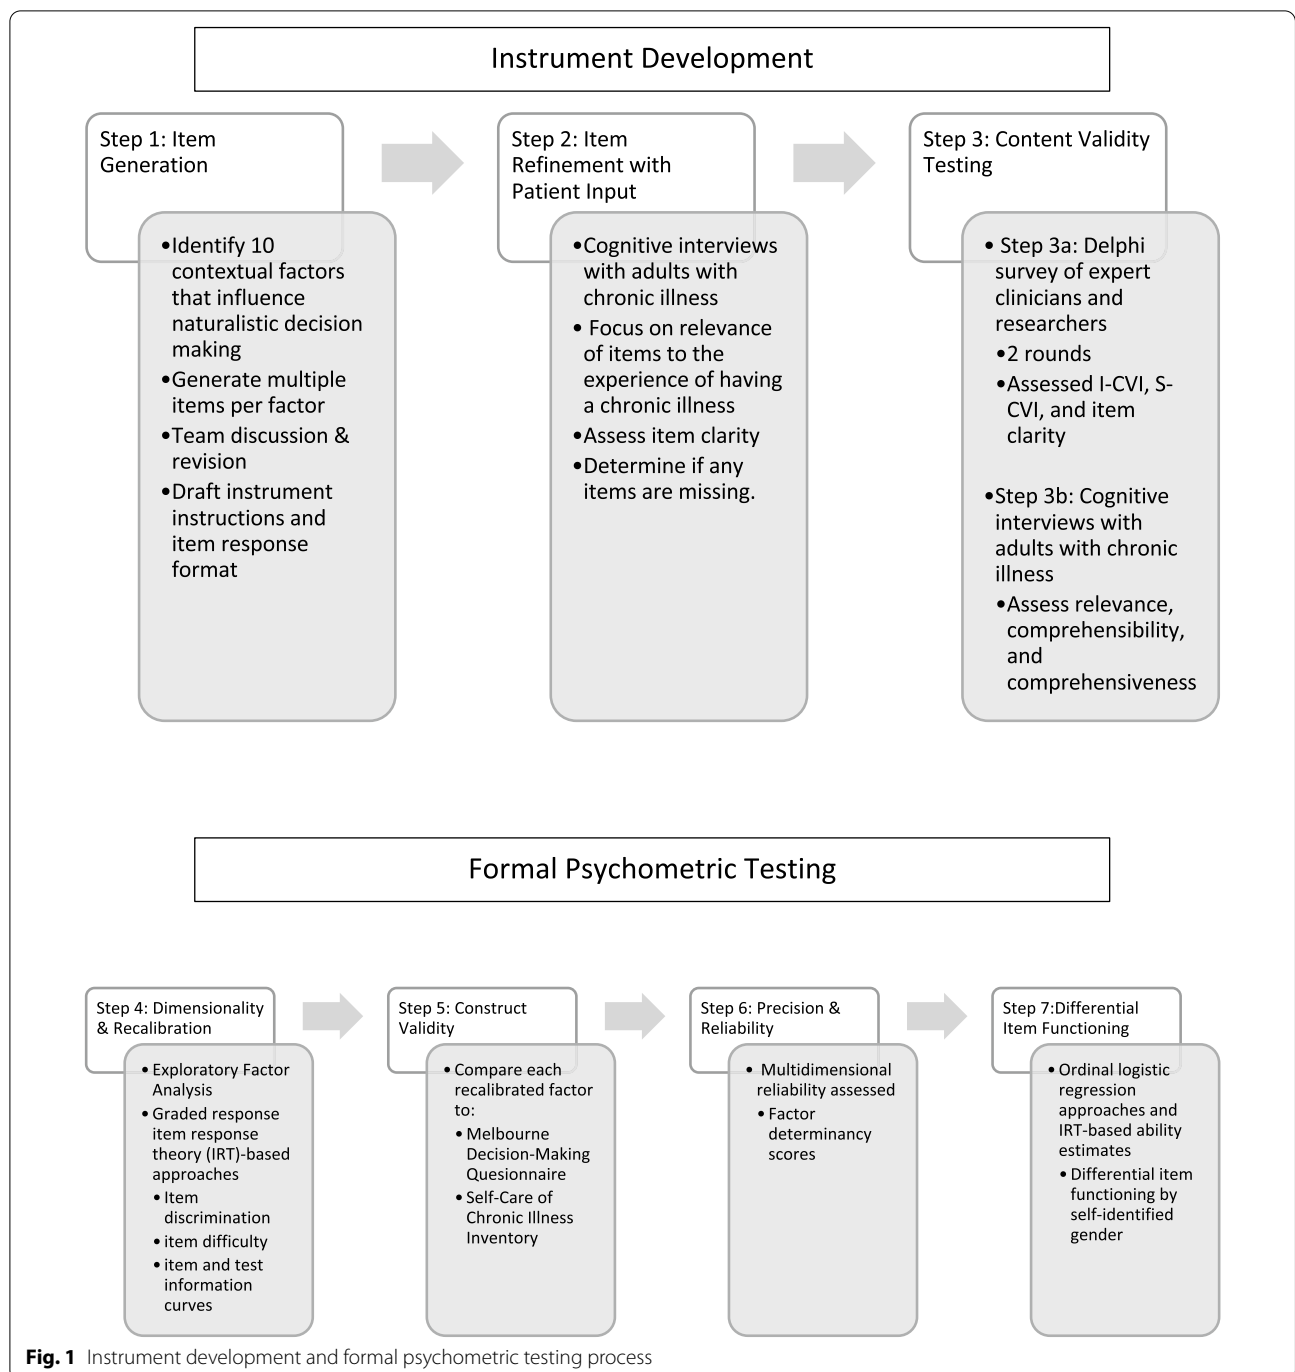 Instrument Development
Step 1: Item
Generation
•Identify 10
contextual factors
that influence
naturalistic decision
making
•Generate multiple
items per factor
•Team discussion &
revision
•Draft instrument
instructions and
item response
format
Step 2: Item
Refinement with
Patient Input
•Cognitive interviews
with adults with
chronic illness
• Focus on relevance
of items to the
experience of having
a chronic illness
•Assess item clarity
•Determine if any
items are missing.
Step 3: Content Validity
Testing
• Step 3a: Delphi
survey of expert
clinicians and
researchers
•2 rounds
•Assessed I-CVI, S-
CVI, and item
clarity
•Step 3b: Cognitive
interviews with
adults with chronic
illness
•Assess relevance,
comprehensibility,
and
comprehensiveness
Formal Psychometric Testing
Step 4: Dimensionality
& Recalibration
• Exploratory Factor
Analysis
• Graded response
item response
theory (IRT)-based
approaches
• Item
discrimination
• item difficulty
• item and test
information
curves
Step 5: Construct
Validity
• Compare each
recalibrated factor
to:
• Melbourne
Decision-Making
Quesionnaire
• Self-Care of
Chronic Illness
Inventory
Step 6: Precision &
Reliability
• Multidimensional
reliability assessed
• Factor
determinancy
scores
Step 7:Differential
Item Functioning
• Ordinal logistic
regression
approaches and
IRT-based ability
estimates
• Differential item
functioning by
self-identified
gender
Fig. 1 Instrument development and formal psychometric testing process